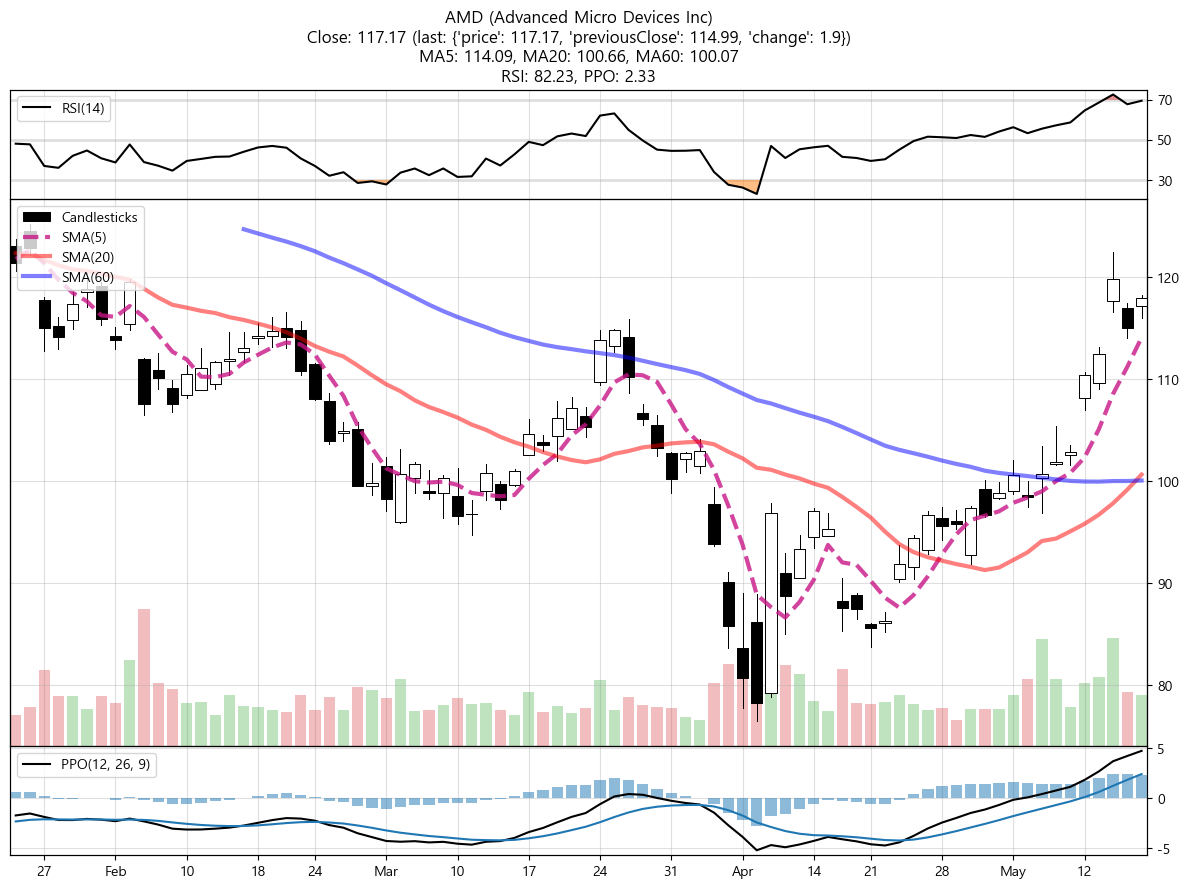 AMD (Advanced Micro Devices Inc)
Close: 117.17 (last: {'price': 117.17, 'previousClose': 114.99, 'change': 1.9})
MA5: 114.09, MA20: 100.66, MA60: 100.07
RSI: 82.23, PPO: 2.33
RSI(14)
70
50
30
Candlesticks
SMA(5)
SMA(20)
SMA(60)
120
110
100
90
80
PPO(12, 26, 9)
5
0
-5
27 Feb 10 18 24 Mar 10 17 24 31 Apr 14 21 28 May 12